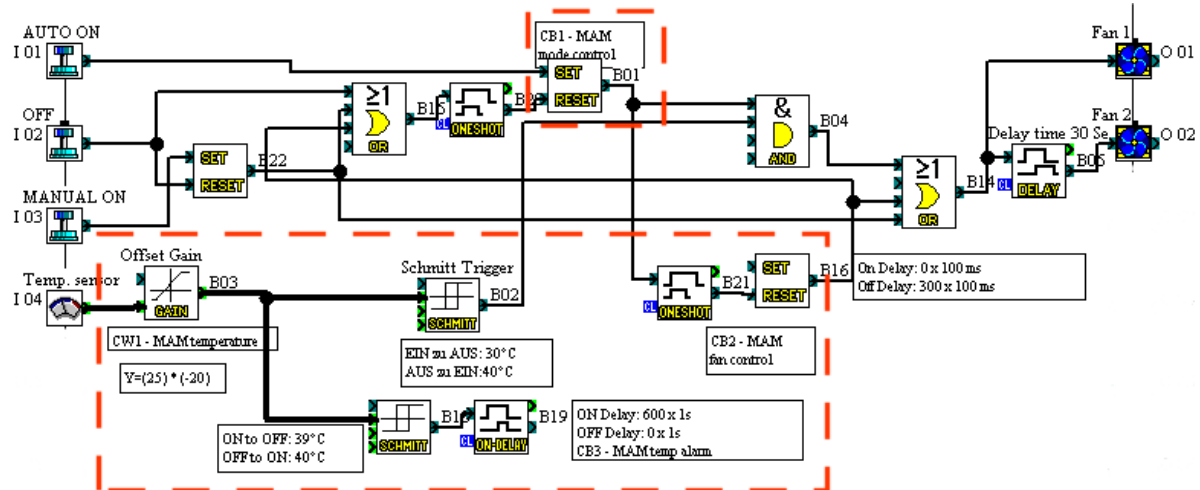 AUTO ON
I 01
OFF
I 02
MANUAL ON
I 03
Temp. sensor
I 04
SET
RESET
B22
≥1
OR
B15
CL
ONESHOT
CB1 - MAM
mode control
SET
RESET
B01
&
AND
B04
≥1
OR
B14
Fan 1
O 01
Fan 2
O 02
Delay time 30 Se
CL
DELAY
B05
Offset Gain
GAIN
B03
CW1 - MAM temperature
Y=(25) * (-20)
Schmitt Trigger
SCHMITT
B02
EIN zu AUS: 30°C
AUS zu EIN:40°C
CL
ONESHOT
B21
SET
RESET
B16
CB2 - MAM
fan control
On Delay: 0 x 100 ms
Off Delay: 300 x 100 ms
ON to OFF: 39°C
OFF to ON: 40°C
SCHMITT
CL
ON-DELAY
B19
ON Delay: 600 x 1s
OFF Delay: 0 x 1s
CB3 - MAM temp alarm